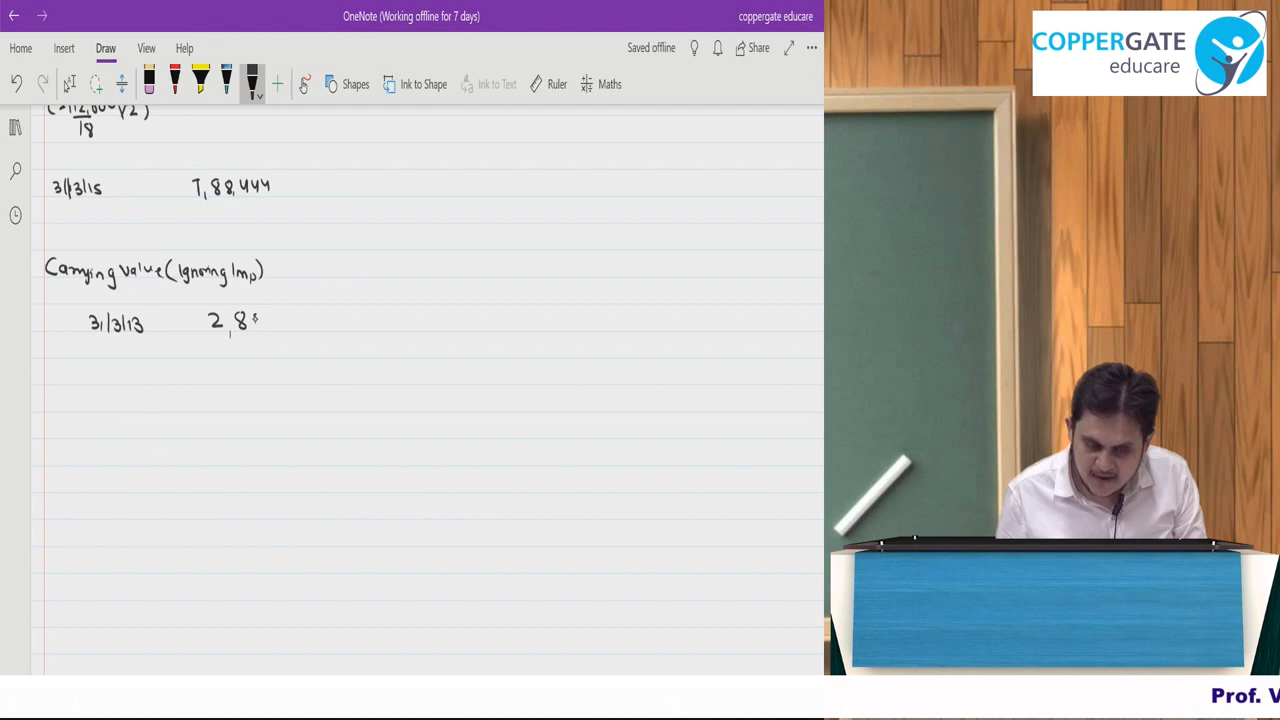 OneNote (Working offline for 7 days)
coppergate educare
Home Insert Draw View Help
Saved offline
Share
Shapes
Ink to Shape
Ink to Text
Ruler
Maths
18
31/3/15 7,88,444
Carrying value (Ignoring Imp)
31/3/13 2,8
COPPERGATE
educare
Prof. V